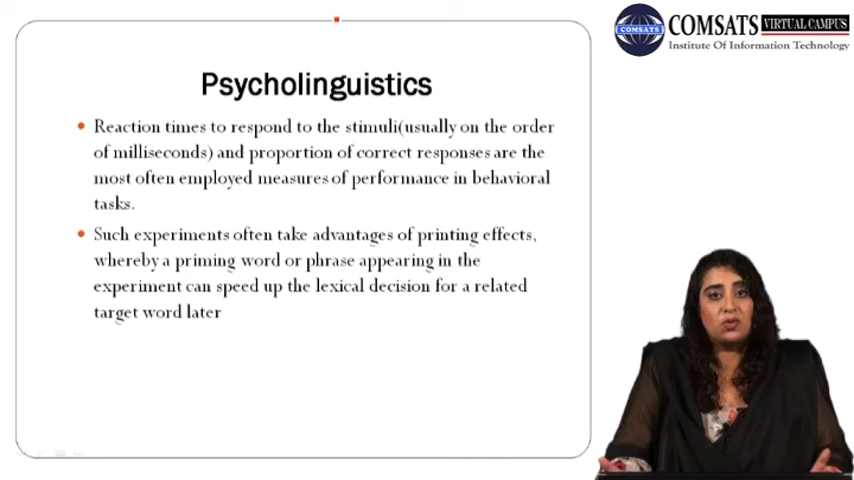 COMSATS VIRTUAL CAMPUS
COMSATS
Institute Of Information Technology
Psycholinguistics
Reaction times to respond to the stimuli(usually on the order
of milliseconds) and proportion of correct responses are the
most often employed measures of performance in behavioral
tasks.
Such experiments often take advantages of printing effects,
whereby a priming word or phrase appearing in the
experiment can speed up the lexical decision for a related
target word later